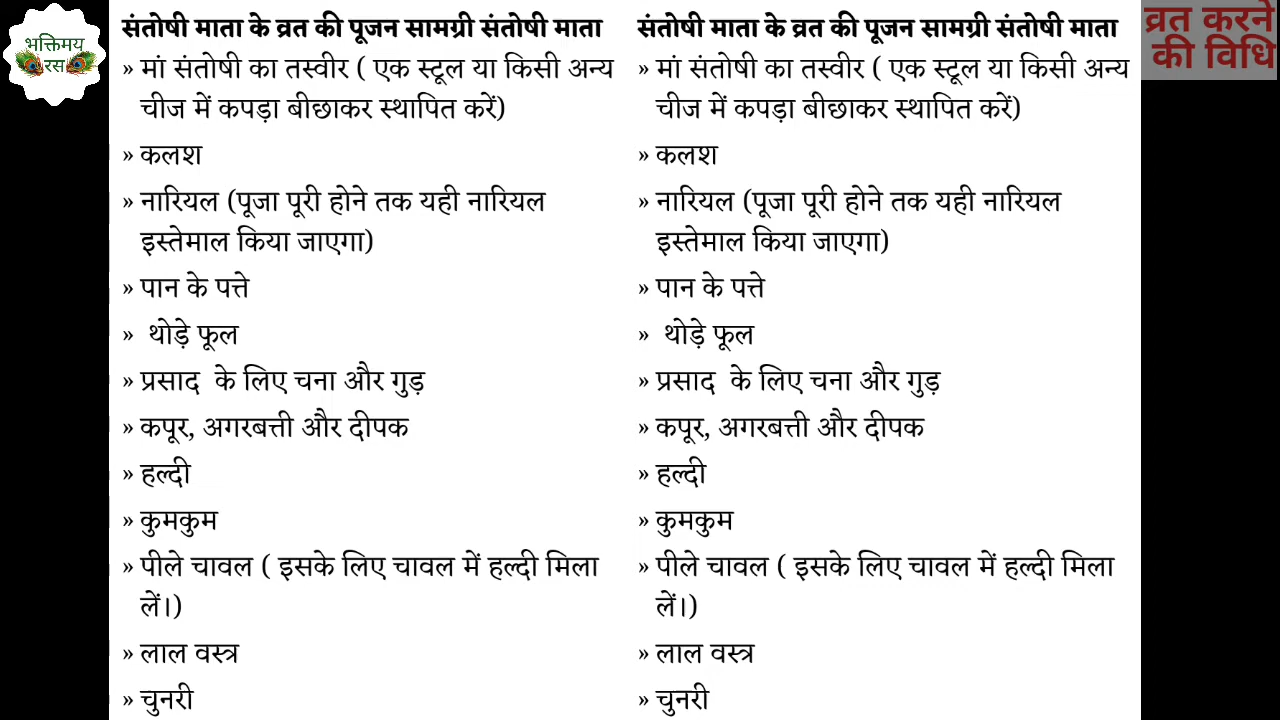 भक्तिमय
रस
संतोषी माता के व्रत की पूजन सामग्री संतोषी माता
» मां संतोषी का तस्वीर ( एक स्टूल या किसी अन्य
चीज में कपड़ा बीछाकर स्थापित करें)
» कलश
» नारियल (पूजा पूरी होने तक यही नारियल
इस्तेमाल किया जाएगा)
» पान के पत्ते
» थोड़े फूल
» प्रसाद के लिए चना और गुड़
» कपूर, अगरबत्ती और दीपक
» हल्दी
» कुमकुम
» पीले चावल ( इसके लिए चावल में हल्दी मिला
लें।)
» लाल वस्त्र
» चुनरी
संतोषी माता के व्रत की पूजन सामग्री संतोषी माता
» मां संतोषी का तस्वीर ( एक स्टूल या किसी अन्य
चीज में कपड़ा बीछाकर स्थापित करें)
» कलश
» नारियल (पूजा पूरी होने तक यही नारियल
इस्तेमाल किया जाएगा)
» पान के पत्ते
» थोड़े फूल
» प्रसाद के लिए चना और गुड़
» कपूर, अगरबत्ती और दीपक
» हल्दी
» कुमकुम
» पीले चावल ( इसके लिए चावल में हल्दी मिला
लें।)
» लाल वस्त्र
» चुनरी
व्रत करने
की विधि